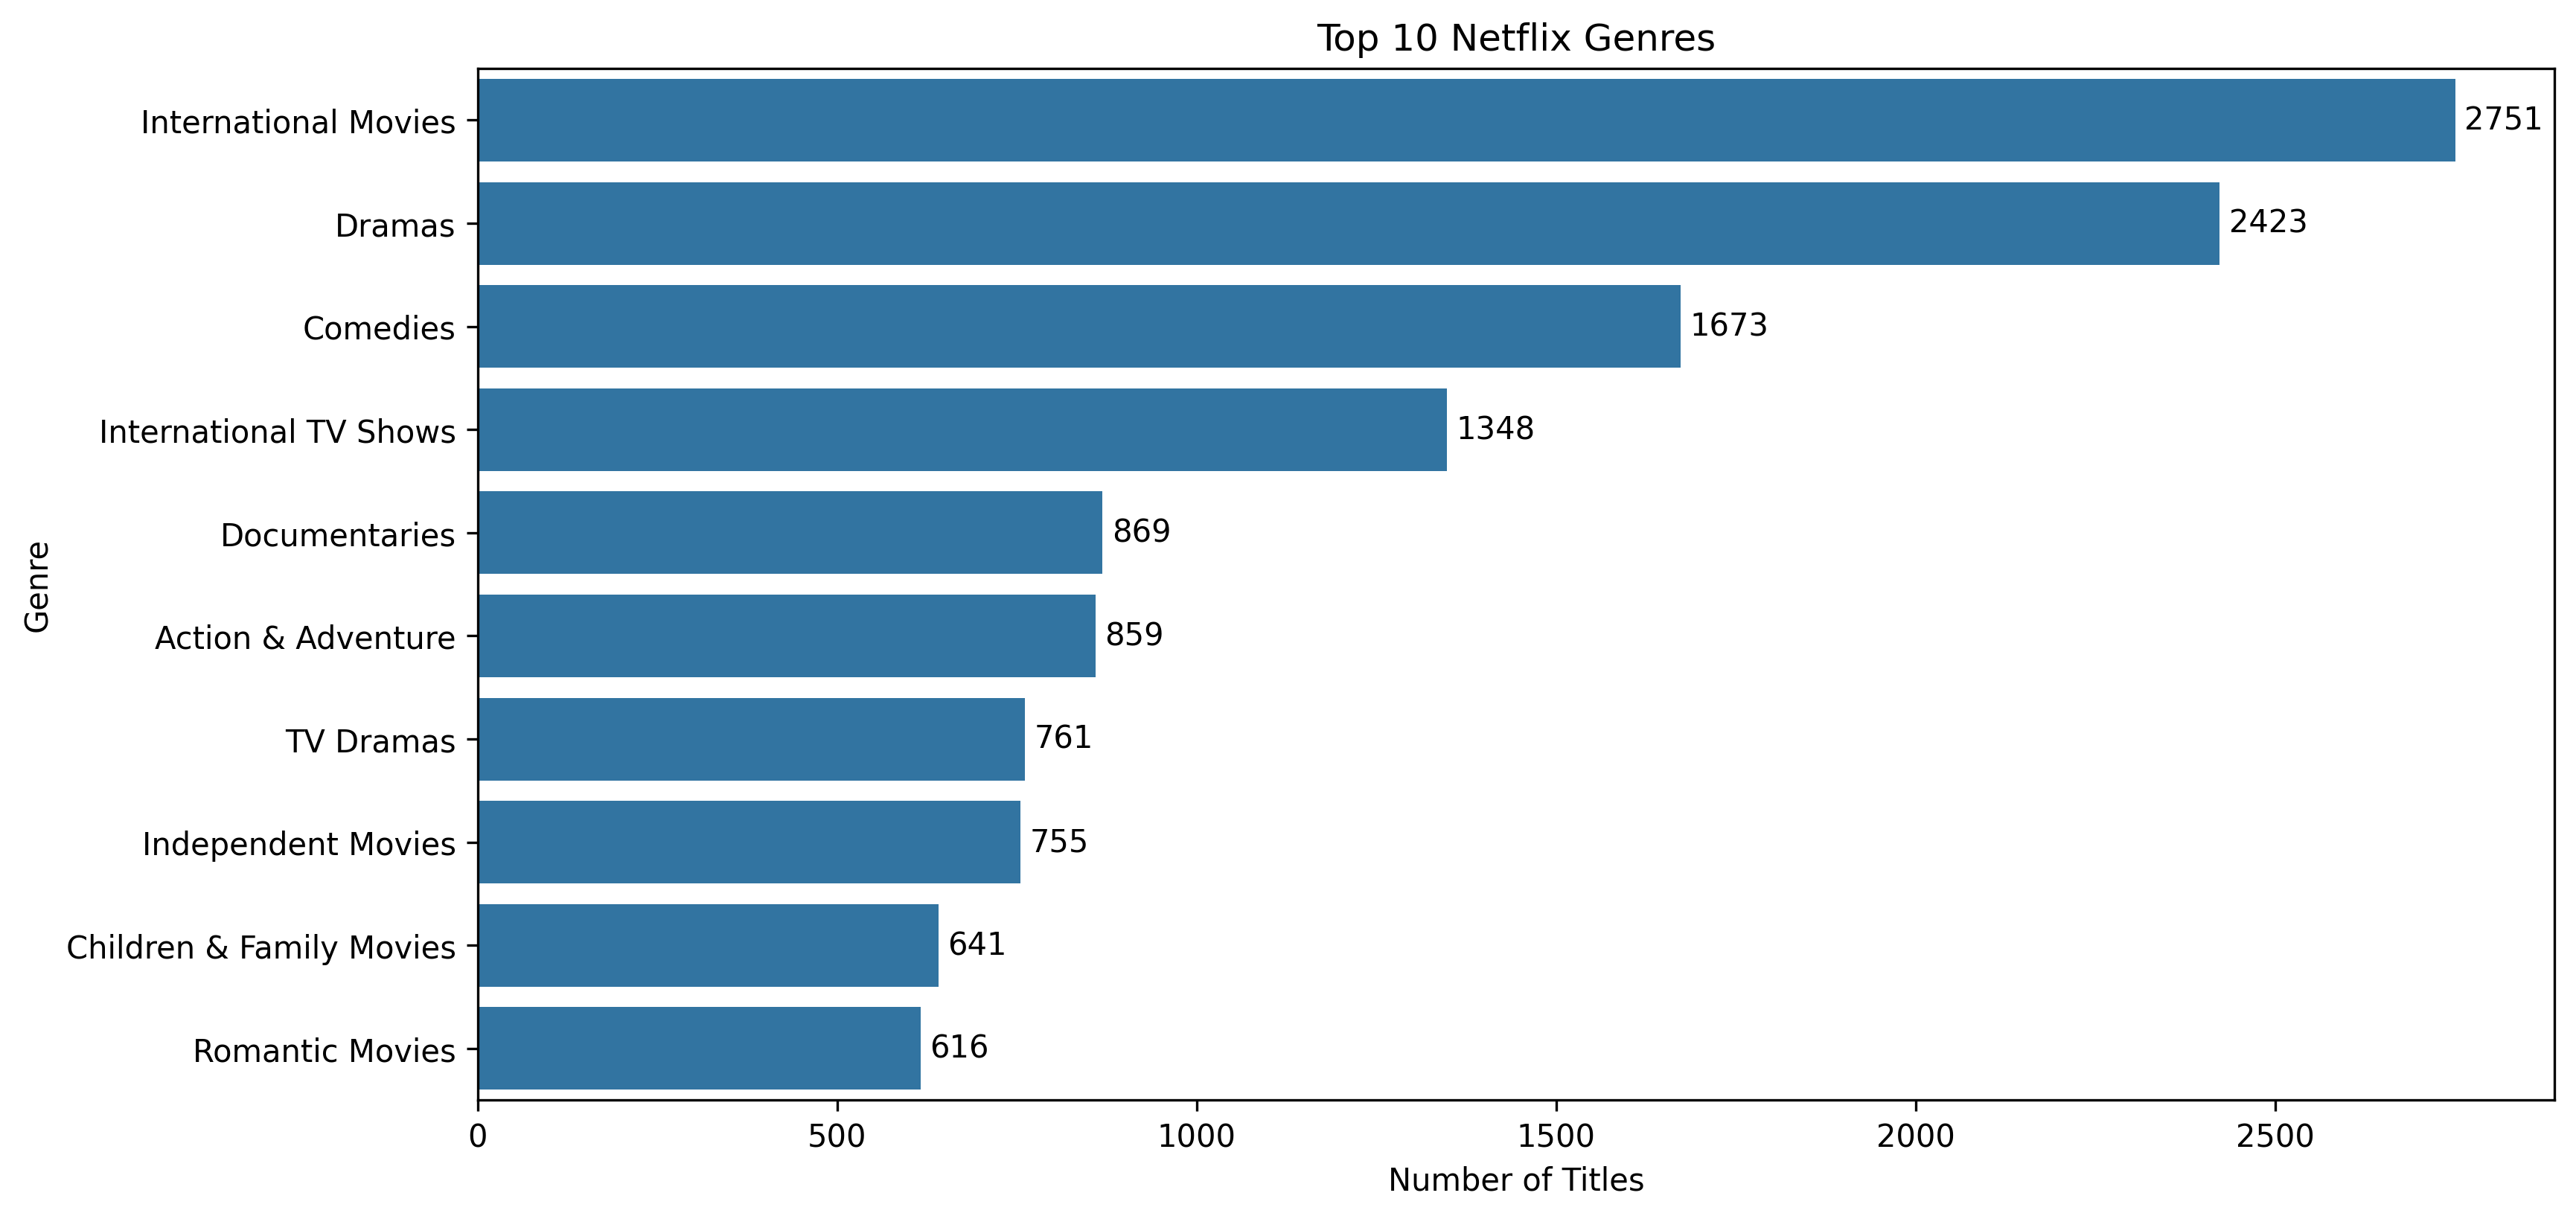 Top 10 Netflix Genres
International Movies 2751
Dramas 2423
Comedies 1673
International TV Shows 1348
Documentaries 869
Action & Adventure 859
TV Dramas 761
Independent Movies 755
Children & Family Movies 641
Romantic Movies 616
Genre
0 500 1000 1500 2000 2500
Number of Titles